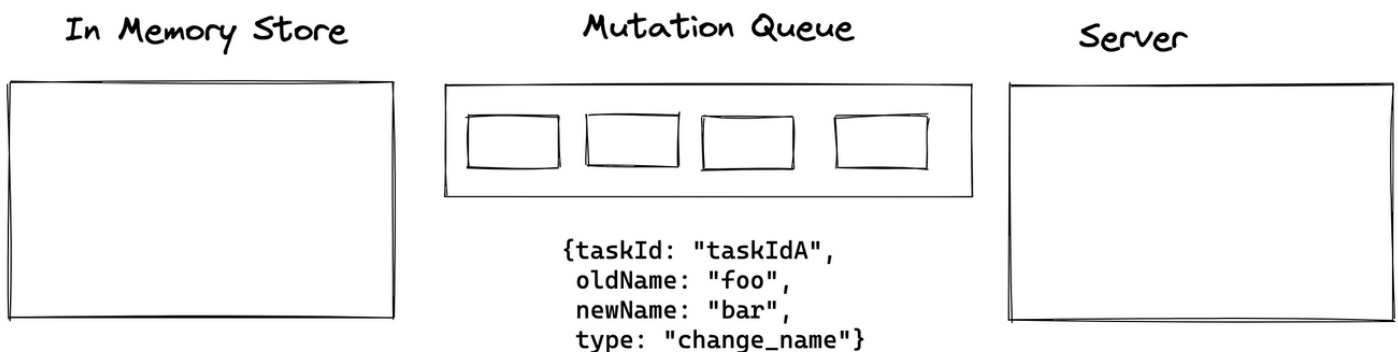 In Memory Store
Mutation Queue
Server
{taskId: "taskIdA",
oldName: "foo",
newName: "bar",
type: "change_name"}